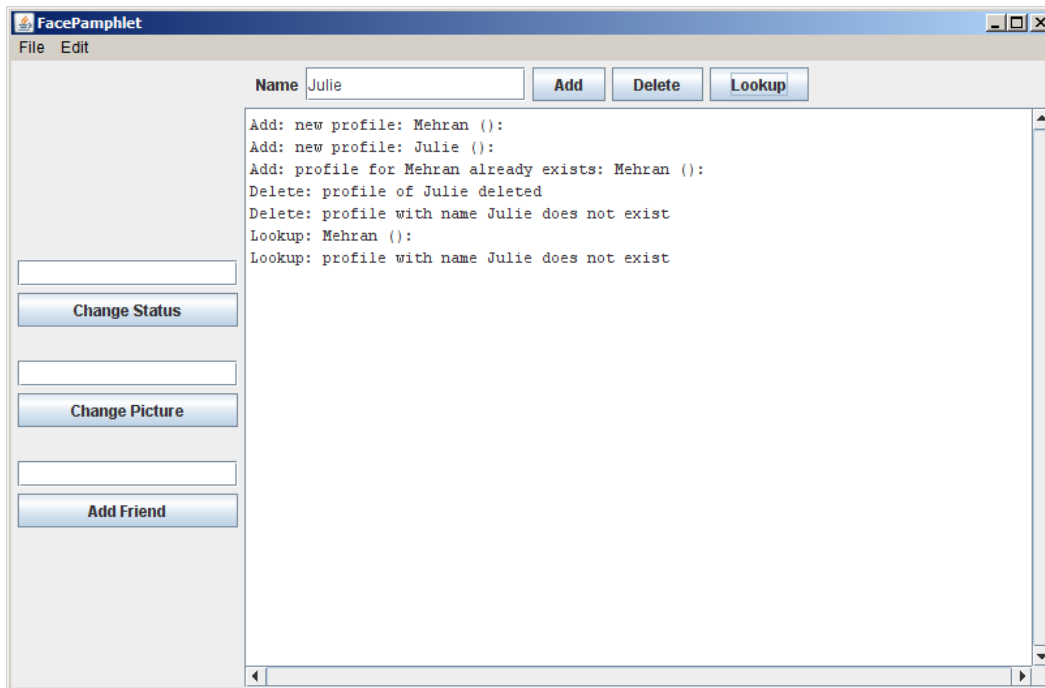 FacePamphlet
File Edit
Name Julie Add Delete Lookup
Add: new profile: Mehran ():
Add: new profile: Julie ():
Add: profile for Mehran already exists: Mehran ():
Delete: profile of Julie deleted
Delete: profile with name Julie does not exist
Lookup: Mehran ():
Lookup: profile with name Julie does not exist
Change Status
Change Picture
Add Friend